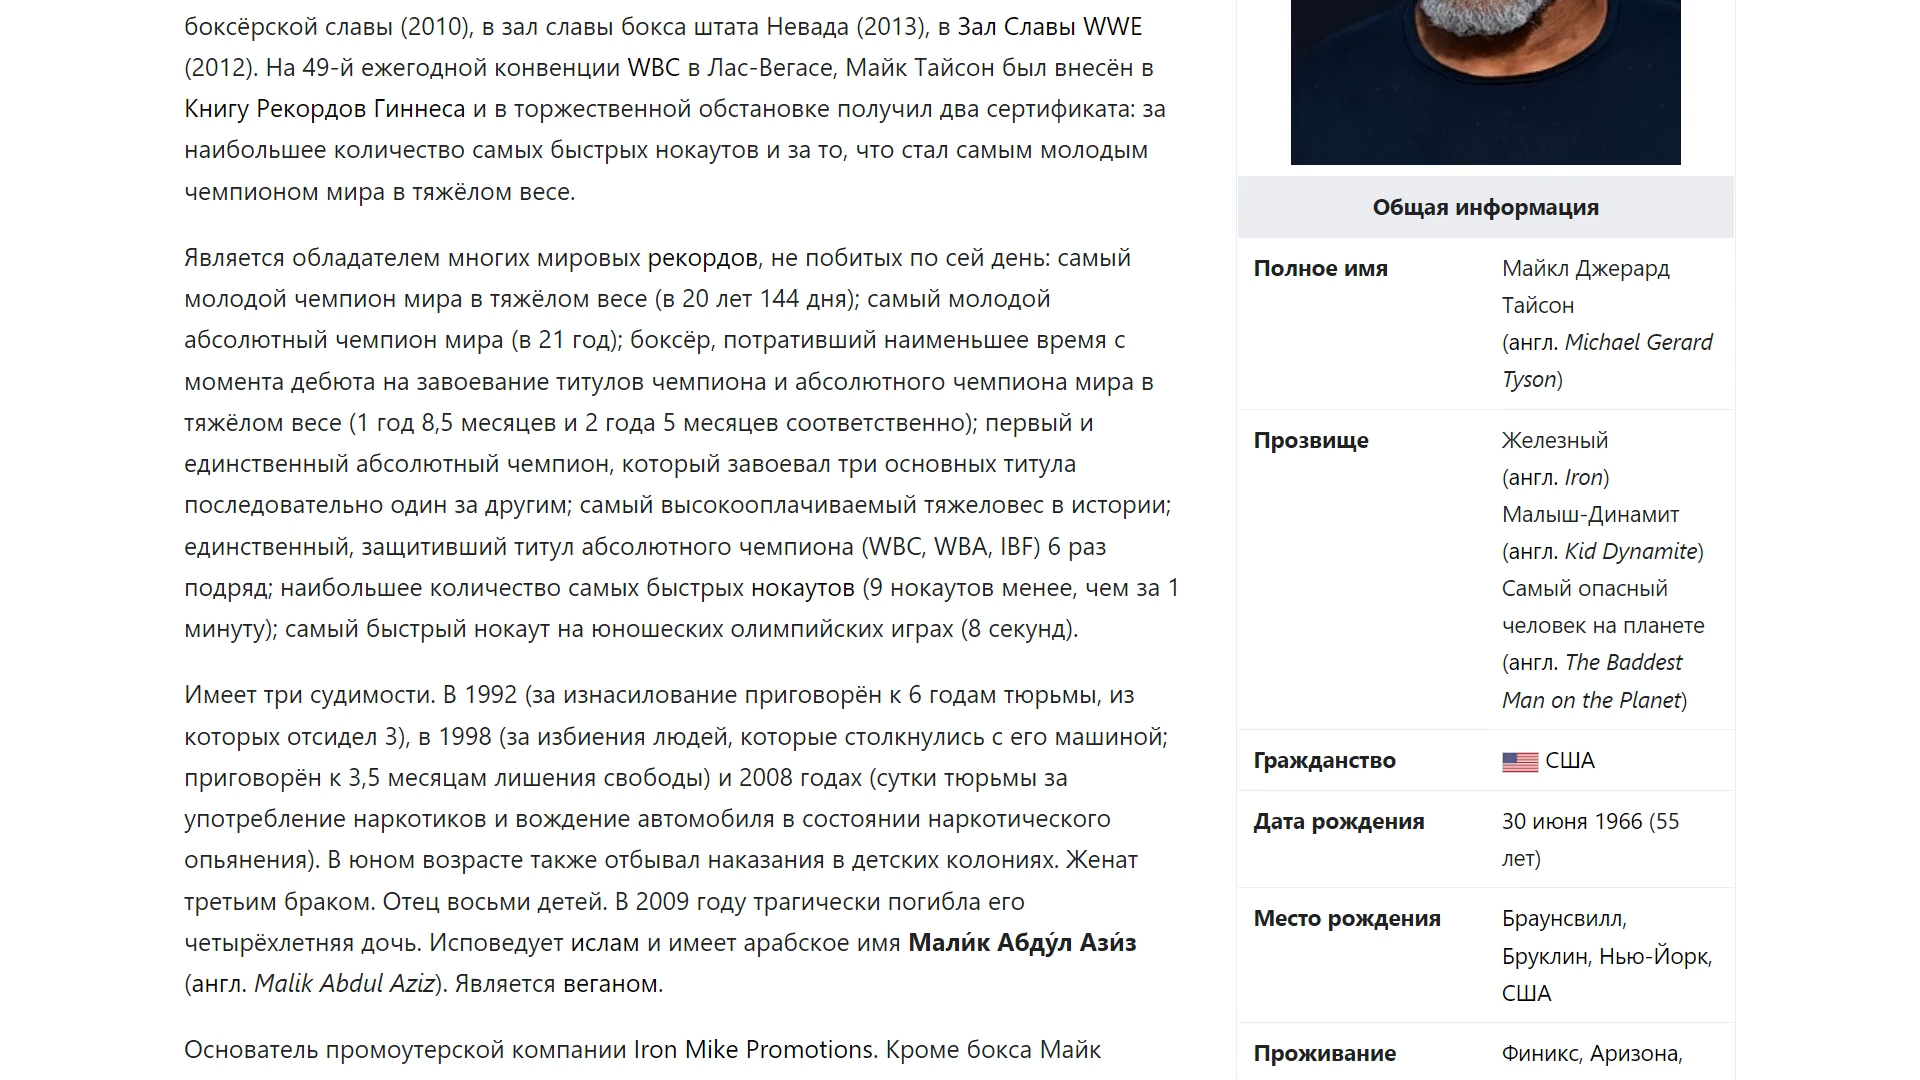 боксёрской славы (2010), в зал славы бокса штата Невада (2013), в Зал Славы WWE
(2012). На 49-й ежегодной конвенции WBC в Лас-Вегасе, Майк Тайсон был внесён в
Книгу Рекордов Гиннеса и в торжественной обстановке получил два сертификата: за
наибольшее количество самых быстрых нокаутов и за то, что стал самым молодым
чемпионом мира в тяжёлом весе.
Является обладателем многих мировых рекордов, не побитых по сей день: самый
молодой чемпион мира в тяжёлом весе (в 20 лет 144 дня); самый молодой
абсолютный чемпион мира (в 21 год); боксёр, потративший наименьшее время с
момента дебюта на завоевание титулов чемпиона и абсолютного чемпиона мира в
тяжёлом весе (1 год 8,5 месяцев и 2 года 5 месяцев соответственно); первый и
единственный абсолютный чемпион, который завоевал три основных титула
последовательно один за другим; самый высокооплачиваемый тяжеловес в истории;
единственный, защитивший титул абсолютного чемпиона (WBC, WBA, IBF) 6 раз
подряд; наибольшее количество самых быстрых нокаутов (9 нокаутов менее, чем за 1
минуту); самый быстрый нокаут на юношеских олимпийских играх (8 секунд).
Имеет три судимости. В 1992 (за изнасилование приговорён к 6 годам тюрьмы, из
которых отсидел 3), в 1998 (за избиения людей, которые столкнулись с его машиной;
приговорён к 3,5 месяцам лишения свободы) и 2008 годах (сутки тюрьмы за
употребление наркотиков и вождение автомобиля в состоянии наркотического
опьянения). В юном возрасте также отбывал наказания в детских колониях. Женат
третьим браком. Отец восьми детей. В 2009 году трагически погибла его
четырёхлетняя дочь. Исповедует ислам и имеет арабское имя Мали́к Абду́л Ази́з
(англ. Malik Abdul Aziz). Является веганом.
Основатель промоутерской компании Iron Mike Promotions. Кроме бокса Майк
Общая информация
Полное имя
Майкл Джерард
Тайсон
(англ. Michael Gerard
Tyson)
Прозвище
Железный
(англ. Iron)
Малыш-Динамит
(англ. Kid Dynamite)
Самый опасный
человек на планете
(англ. The Baddest
Man on the Planet)
Гражданство
США
Дата рождения
30 июня 1966 (55
лет)
Место рождения
Браунсвилл,
Бруклин, Нью-Йорк,
США
Проживание
Финикс, Аризона,